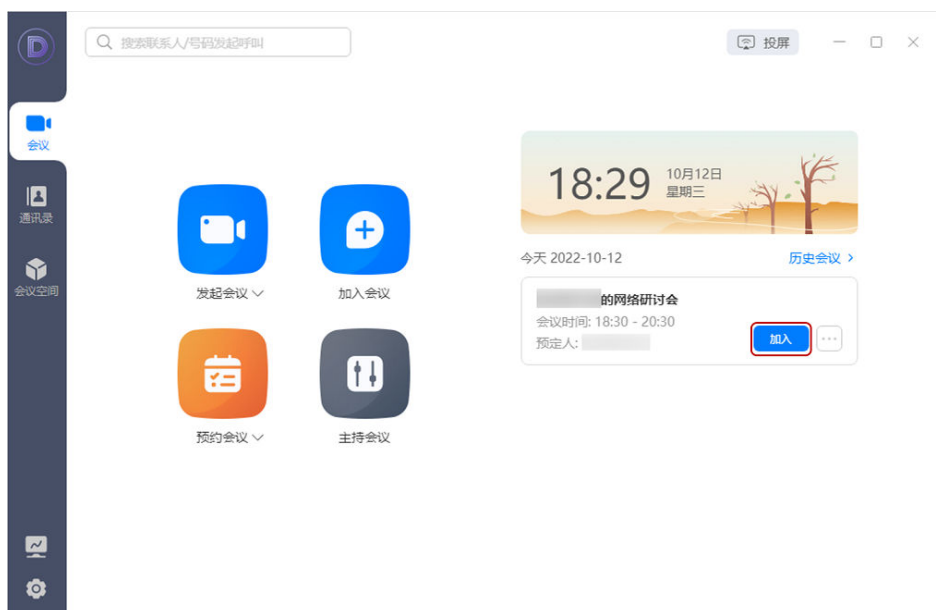 搜索联系人/号码发起呼叫
投屏
会议
通讯录
会议空间
发起会议
加入会议
预约会议
主持会议
18:29
10月12日
星期三
今天 2022-10-12
历史会议
的网络研讨会
会议时间: 18:30 - 20:30
预定人:
加入